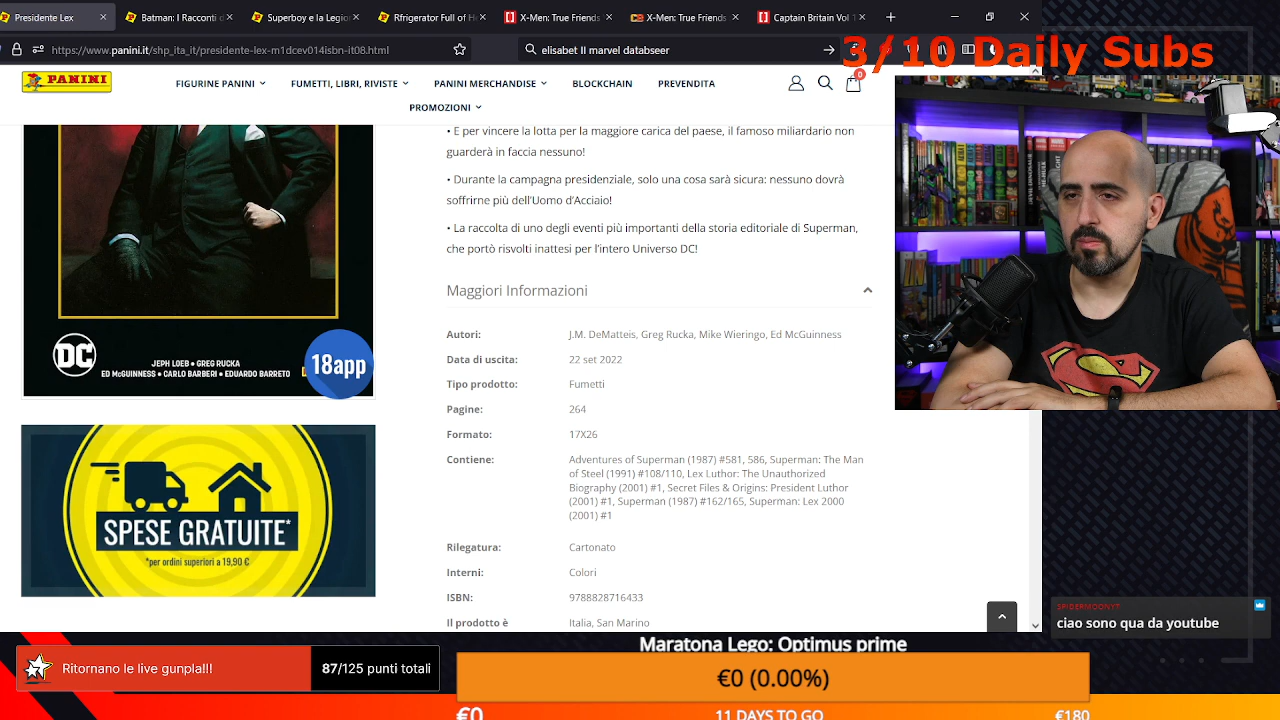 Presidente Lex
Batman: I Racconti d
Superboy e la Legion
Rfrigerator Full of He
X-Men: True Friends
X-Men: True Friends
Captain Britain Vol 1
https://www.panini.it/shp_ita_it/presidente-lex-m1dcev014isbn-it08.html
elisabet II marvel databseer
3/10 Daily Subs
PANINI
FIGURINE PANINI
FUMETTI, LIBRI, RIVISTE
PANINI MERCHANDISE
BLOCKCHAIN
PREVENDITA
0
PROMOZIONI
• E per vincere la lotta per la maggiore carica del paese, il famoso miliardario non
guarderà in faccia nessuno!
• Durante la campagna presidenziale, solo una cosa sarà sicura: nessuno dovrà
soffrirne più dell'Uomo d'Acciaio!
• La raccolta di uno degli eventi più importanti della storia editoriale di Superman,
che portò risvolti inattesi per l'intero Universo DC!
Maggiori Informazioni
Autori: J.M. DeMatteis, Greg Rucka, Mike Wieringo, Ed McGuinness
Data di uscita: 22 set 2022
Tipo prodotto: Fumetti
Pagine: 264
Formato: 17X26
Contiene: Adventures of Superman (1987) #581, 586, Superman: The Man
of Steel (1991) #108/110, Lex Luthor: The Unauthorized
Biography (2001) #1, Secret Files & Origins: President Luthor
(2001) #1, Superman (1987) #162/165, Superman: Lex 2000
(2001) #1
Rilegatura: Cartonato
Interni: Colori
ISBN: 9788828716433
Il prodotto è Italia, San Marino
DC
JEPH LOEB • GREG RUCKA
ED McGUINNESS • CARLO BARBERI • EDUARDO BARRETO
18app
SPESE GRATUITE*
*per ordini superiori a 19,90 €
SPIDERMOONYT
ciao sono qua da youtube
Ritornano le live gunpla!!!
87/125 punti totali
Maratona Lego: Optimus prime
€0 (0.00%)
€0
11 DAYS TO GO
€180